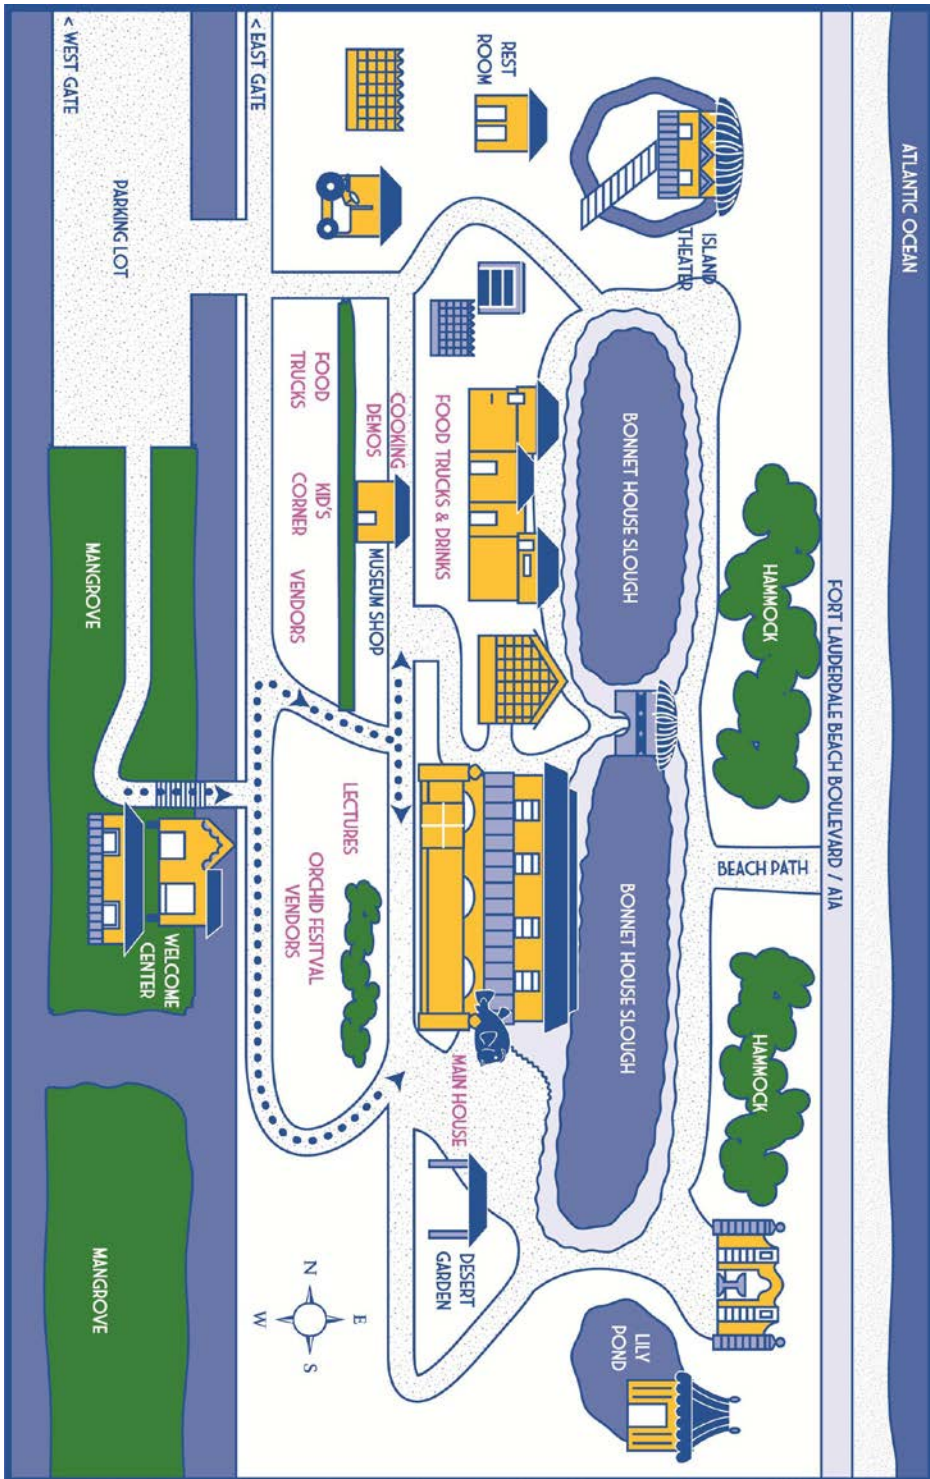 ATLANTIC OCEAN
FORT LAUDERDALE BEACH BOULEVARD / A1A
HAMMOCK
BEACH PATH
HAMMOCK
ISLAND
THEATER
BONNET HOUSE SLOUGH
BONNET HOUSE SLOUGH
LILY
POND
REST
ROOM
FOOD TRUCKS & DRINKS
MAIN HOUSE
DESERT
GARDEN
COOKING
DEMOS
MUSEUM SHOP
FOOD
TRUCKS
KID'S
CORNER
VENDORS
LECTURES
ORCHID FESITVAL
VENDORS
N
E
W
S
< EAST GATE
< WEST GATE
PARKING LOT
MANGROVE
WELCOME
CENTER
MANGROVE